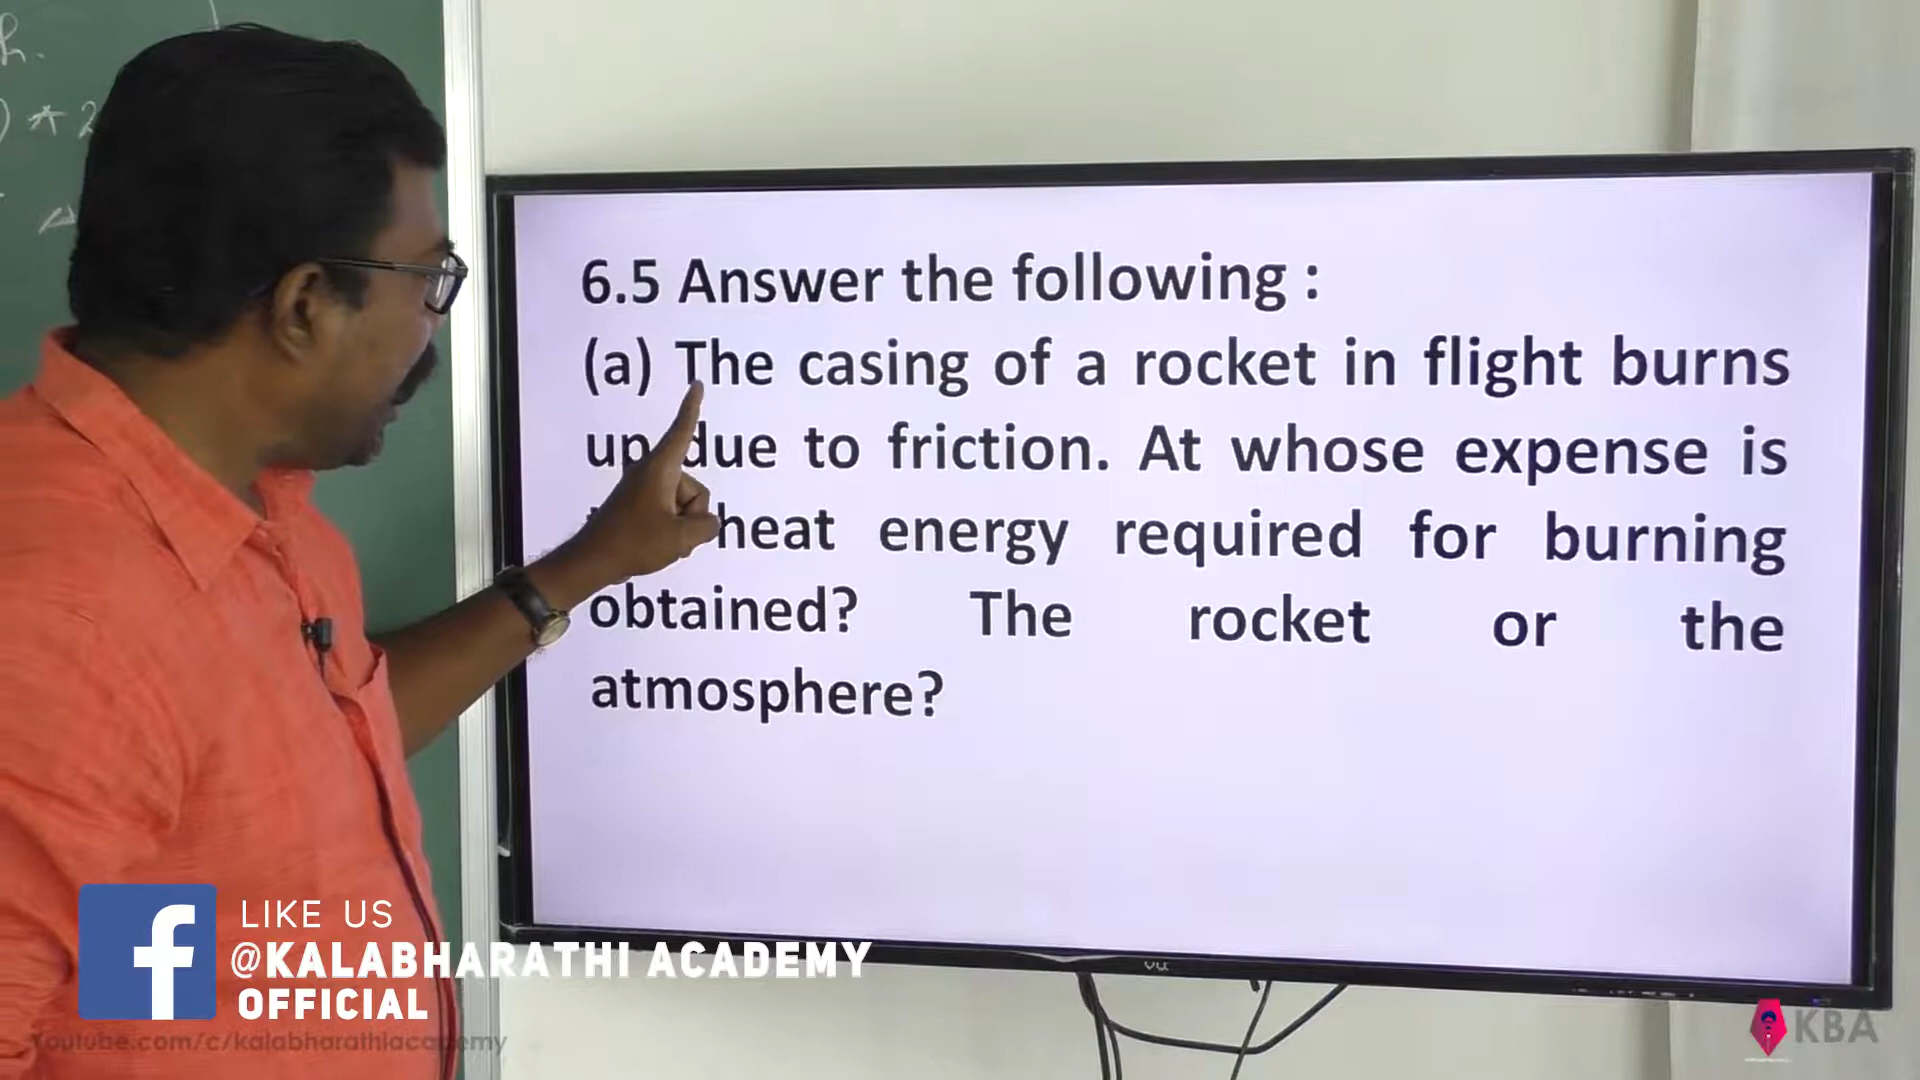 6.5 Answer the following :
(a) The casing of a rocket in flight burns
up due to friction. At whose expense is
heat energy required for burning
obtained? The rocket or the
atmosphere?
LIKE US
@KALABHARATHI ACADEMY
OFFICIAL
Youtube.com/c/kalabharathiacademy
KBA